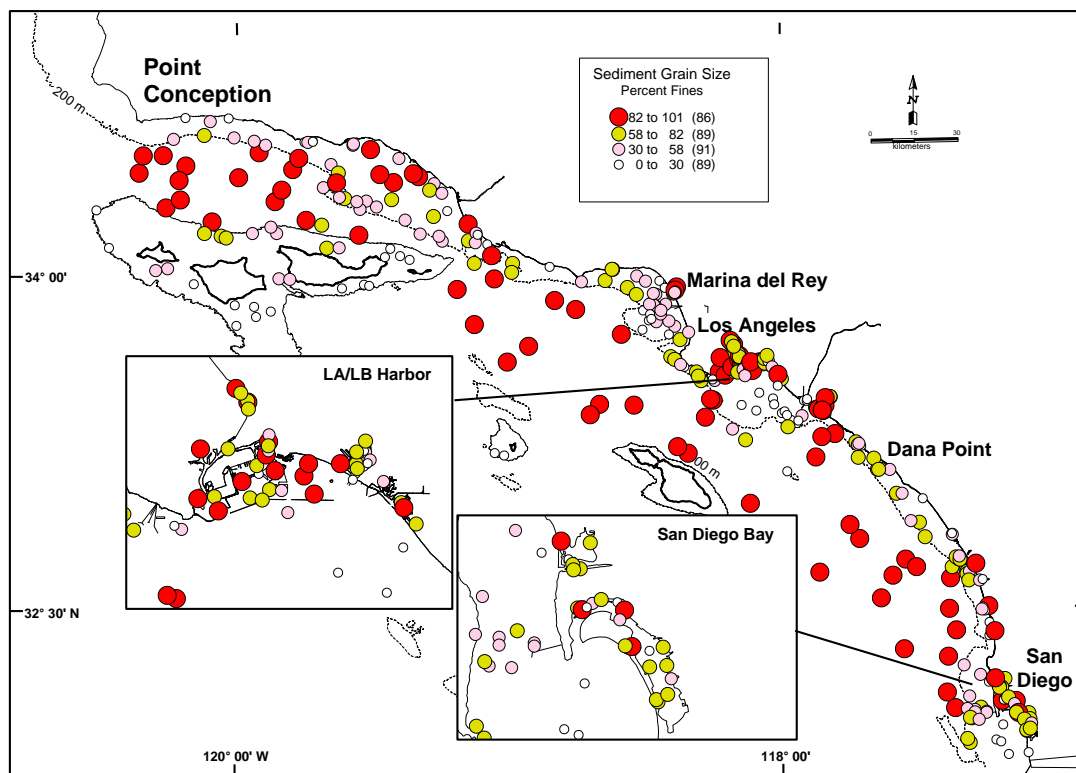 Point
Conception
200 m
Sediment Grain Size
Percent Fines
82 to 101 (86)
58 to 82 (89)
30 to 58 (91)
0 to 30 (89)
N
0 15 30
kilometers
34° 00'
Marina del Rey
Los Angeles
LA/LB Harbor
Dana Point
00 m
San Diego Bay
32° 30' N
San
Diego
120° 00" W
118° 00'